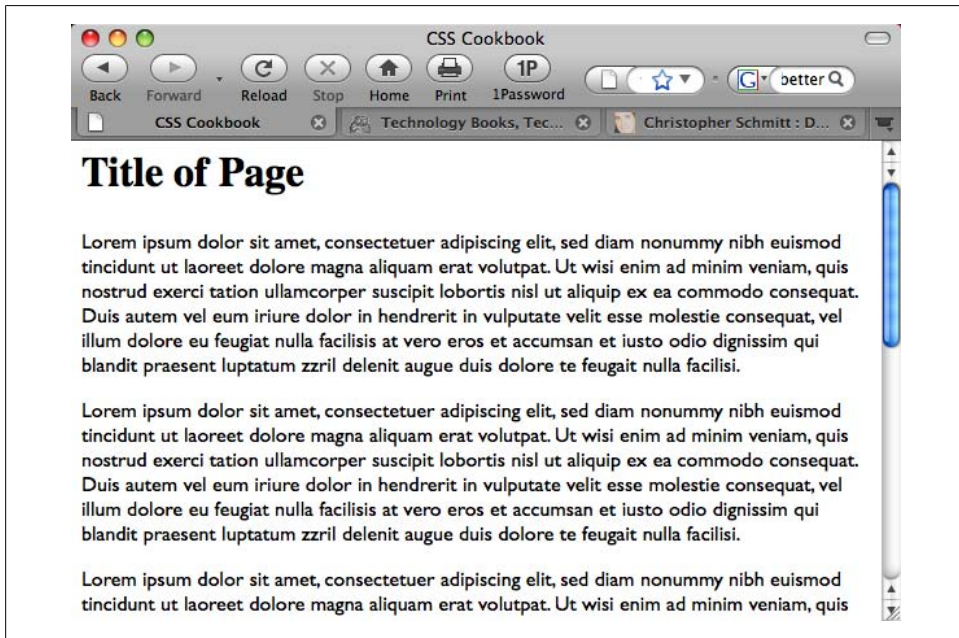 CSS Cookbook
1P
better
Back Forward Reload Stop Home Print 1Password
CSS Cookbook Technology Books, Tec... Christopher Schmitt : D...
Title of Page
Lorem ipsum dolor sit amet, consectetuer adipiscing elit, sed diam nonummy nibh euismod
tincidunt ut laoreet dolore magna aliquam erat volutpat. Ut wisi enim ad minim veniam, quis
nostrud exerci tation ullamcorper suscipit lobortis nisl ut aliquip ex ea commodo consequat.
Duis autem vel eum iriure dolor in hendrerit in vulputate velit esse molestie consequat, vel
illum dolore eu feugiat nulla facilisis at vero eros et accumsan et iusto odio dignissim qui
blandit praesent luptatum zzril delenit augue duis dolore te feugait nulla facilisi.
Lorem ipsum dolor sit amet, consectetuer adipiscing elit, sed diam nonummy nibh euismod
tincidunt ut laoreet dolore magna aliquam erat volutpat. Ut wisi enim ad minim veniam, quis
nostrud exerci tation ullamcorper suscipit lobortis nisl ut aliquip ex ea commodo consequat.
Duis autem vel eum iriure dolor in hendrerit in vulputate velit esse molestie consequat, vel
illum dolore eu feugiat nulla facilisis at vero eros et accumsan et iusto odio dignissim qui
blandit praesent luptatum zzril delenit augue duis dolore te feugait nulla facilisi.
Lorem ipsum dolor sit amet, consectetuer adipiscing elit, sed diam nonummy nibh euismod
tincidunt ut laoreet dolore magna aliquam erat volutpat. Ut wisi enim ad minim veniam, quis